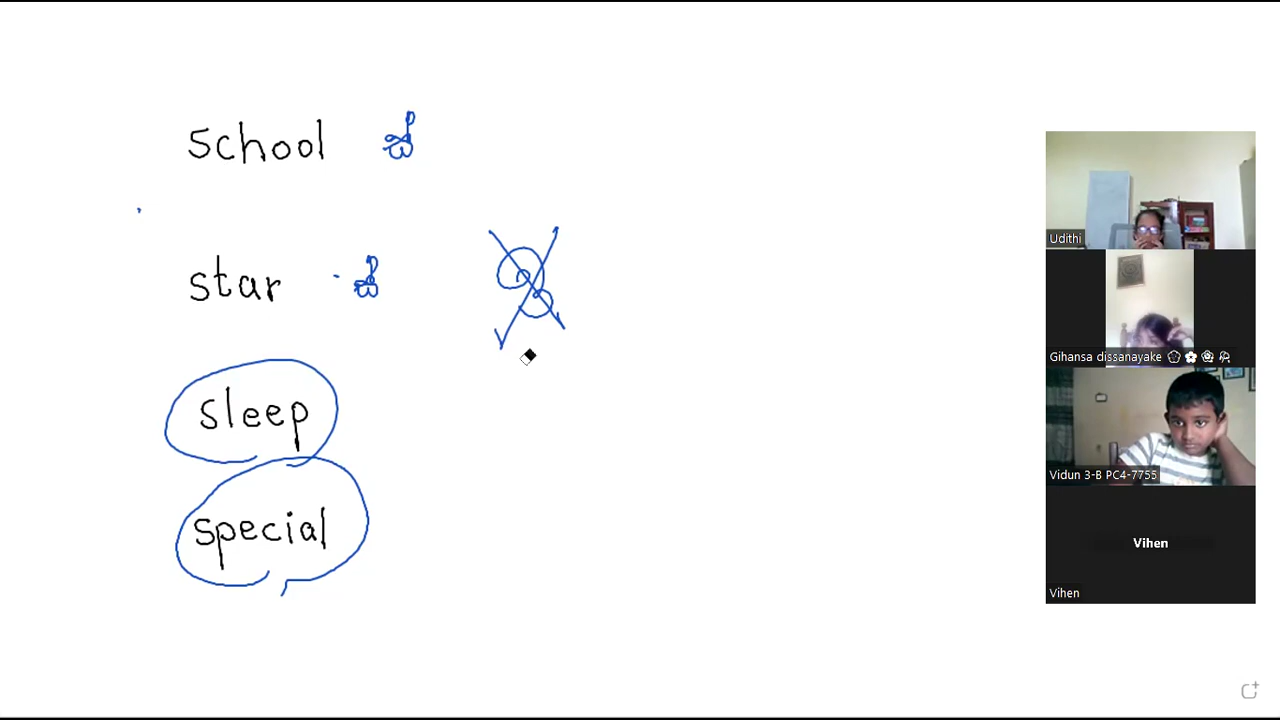 School ස්
star ස් ඉ
sleep
special
Udithi
Gihansa dissanayake
Vidun 3-B PC4-7755
Vihen
Vihen